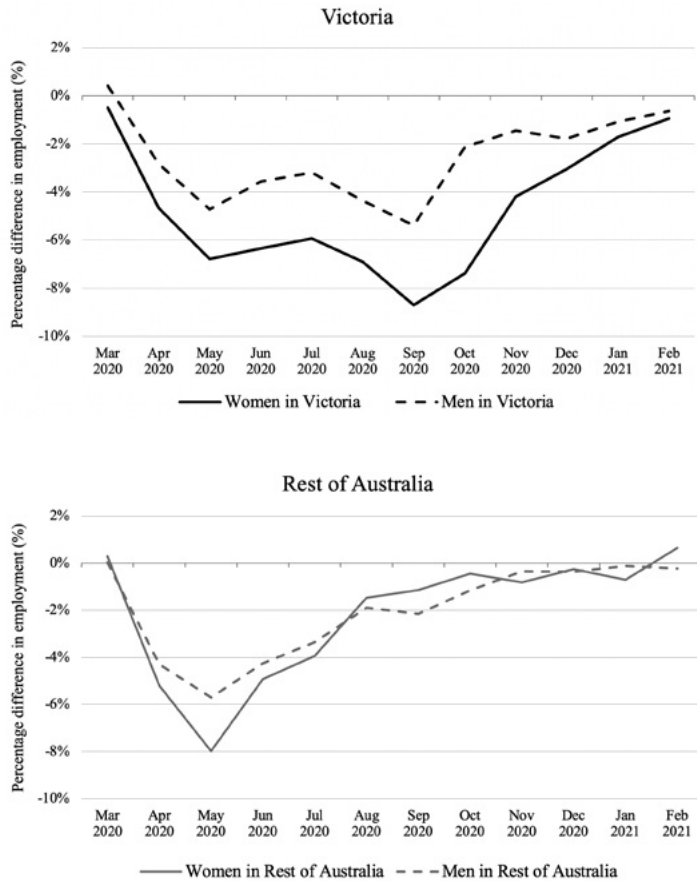 Victoria
Percentage difference in employment (%)
2%
0%
-2%
-4%
-6%
-8%
-10%
Mar Apr May Jun Jul Aug Sep Oct Nov Dec Jan Feb
2020 2020 2020 2020 2020 2020 2020 2020 2020 2020 2021 2021
Women in Victoria Men in Victoria
Rest of Australia
Percentage difference in employment (%)
2%
0%
-2%
-4%
-6%
-8%
-10%
Mar Apr May Jun Jul Aug Sep Oct Nov Dec Jan Feb
2020 2020 2020 2020 2020 2020 2020 2020 2020 2020 2021 2021
Women in Rest of Australia Men in Rest of Australia